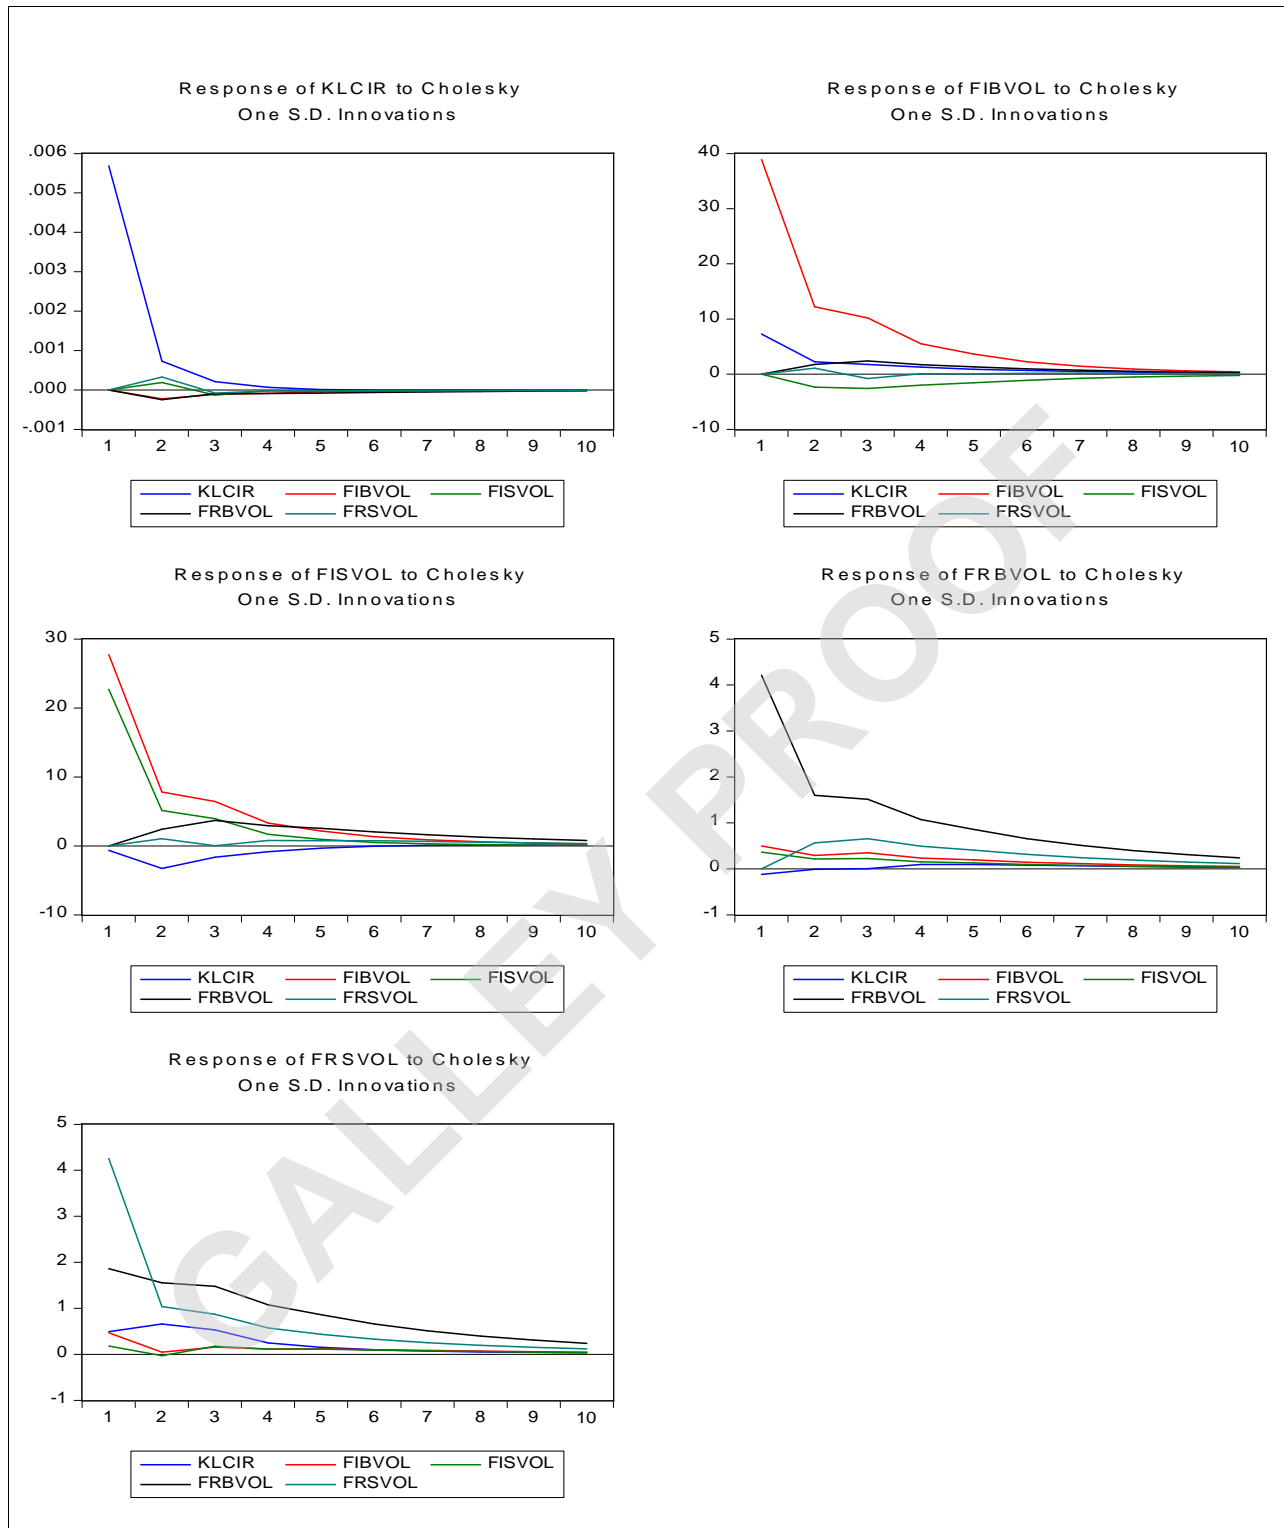 Response of KLCIR to Cholesky
One S.D. Innovations
.006
.005
.004
.003
.002
.001
.000
-.001
1 2 3 4 5 6 7 8 9 10
KLCIR FIBVOL FISVOL
FRBVOL FRSVOL
Response of FIBVOL to Cholesky
One S.D. Innovations
40
30
20
10
0
-10
1 2 3 4 5 6 7 8 9 10
KLCIR FIBVOL FISVOL
FRBVOL FRSVOL
Response of FISVOL to Cholesky
One S.D. Innovations
30
20
10
0
-10
1 2 3 4 5 6 7 8 9 10
KLCIR FIBVOL FISVOL
FRBVOL FRSVOL
Response of FRBVOL to Cholesky
One S.D. Innovations
5
4
3
2
1
0
-1
1 2 3 4 5 6 7 8 9 10
KLCIR FIBVOL FISVOL
FRBVOL FRSVOL
Response of FRSVOL to Cholesky
One S.D. Innovations
5
4
3
2
1
0
-1
1 2 3 4 5 6 7 8 9 10
KLCIR FIBVOL FISVOL
FRBVOL FRSVOL
GALLEY PROOF